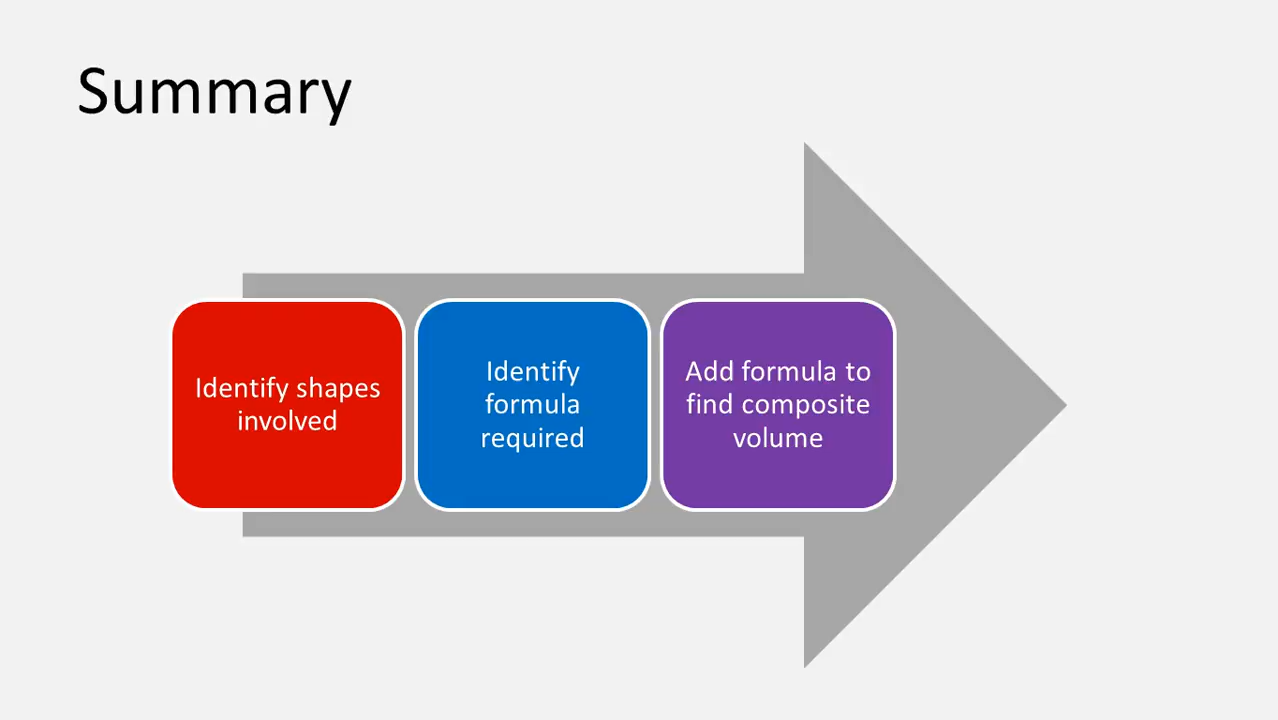 Summary
Identify shapes
involved
Identify
formula
required
Add formula to
find composite
volume